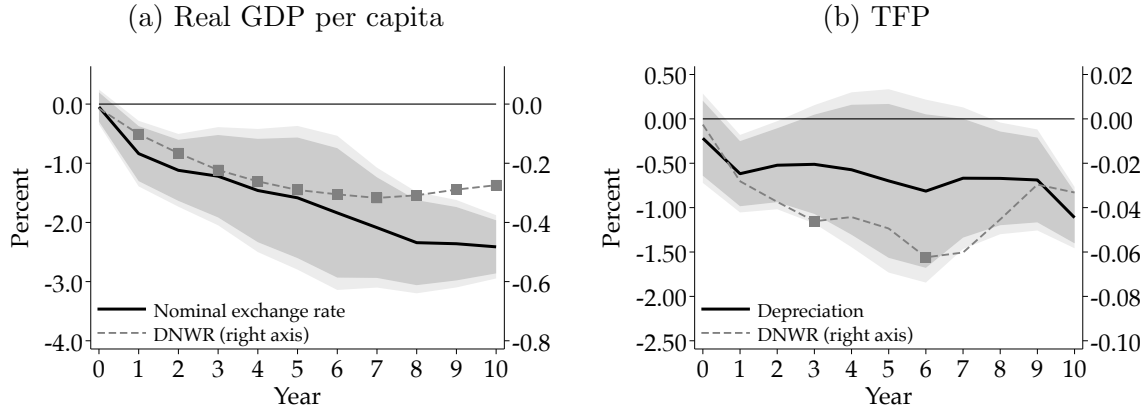 (a) Real GDP per capita
Percent
0.0
-1.0
-2.0
-3.0
-4.0
0.0
-0.2
-0.4
-0.6
-0.8
Nominal exchange rate
DNWR (right axis)
0 1 2 3 4 5 6 7 8 9 10
Year
(b) TFP
Percent
0.50
0.00
-0.50
-1.00
-1.50
-2.00
-2.50
0.02
0.00
-0.02
-0.04
-0.06
-0.08
-0.10
Depreciation
DNWR (right axis)
0 1 2 3 4 5 6 7 8 9 10
Year